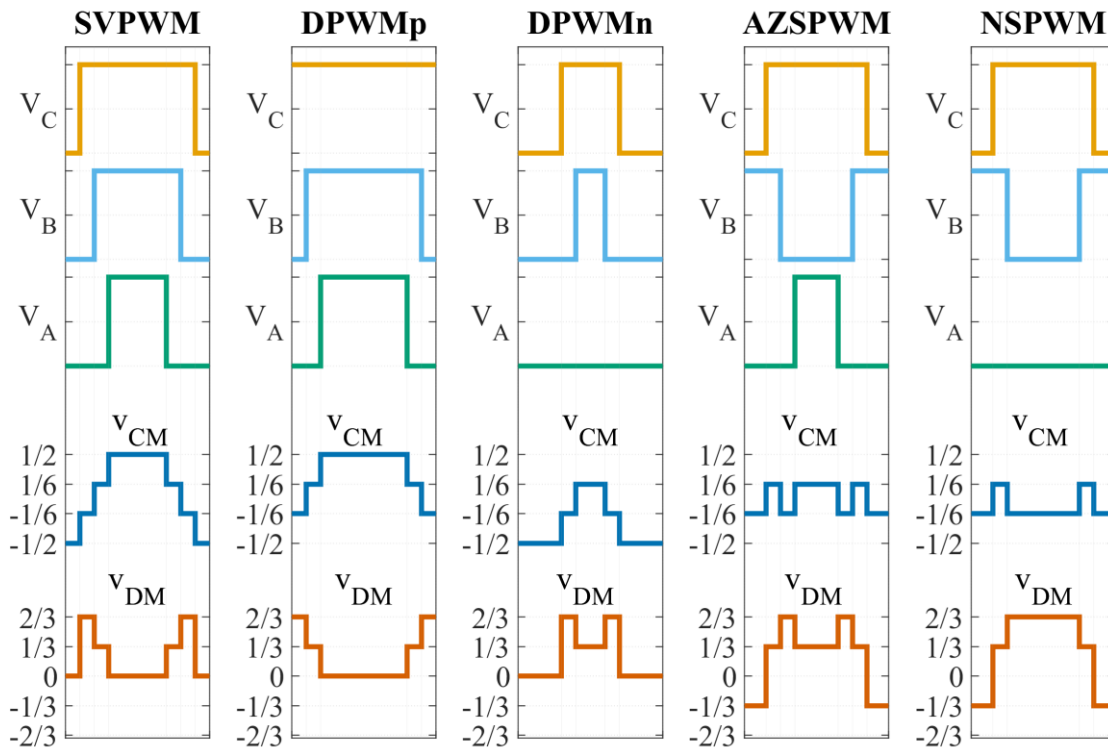 SVPWM DPWMp DPWMn AZSPWM NSPWM
V_C V_C V_C V_C V_C
V_B V_B V_B V_B V_B
V_A V_A V_A V_A V_A
v_CM v_CM v_CM v_CM v_CM
1/2 1/2 1/2 1/2 1/2
1/6 1/6 1/6 1/6 1/6
-1/6 -1/6 -1/6 -1/6 -1/6
-1/2 -1/2 -1/2 -1/2 -1/2
v_DM v_DM v_DM v_DM v_DM
2/3 2/3 2/3 2/3 2/3
1/3 1/3 1/3 1/3 1/3
0 0 0 0 0
-1/3 -1/3 -1/3 -1/3 -1/3
-2/3 -2/3 -2/3 -2/3 -2/3